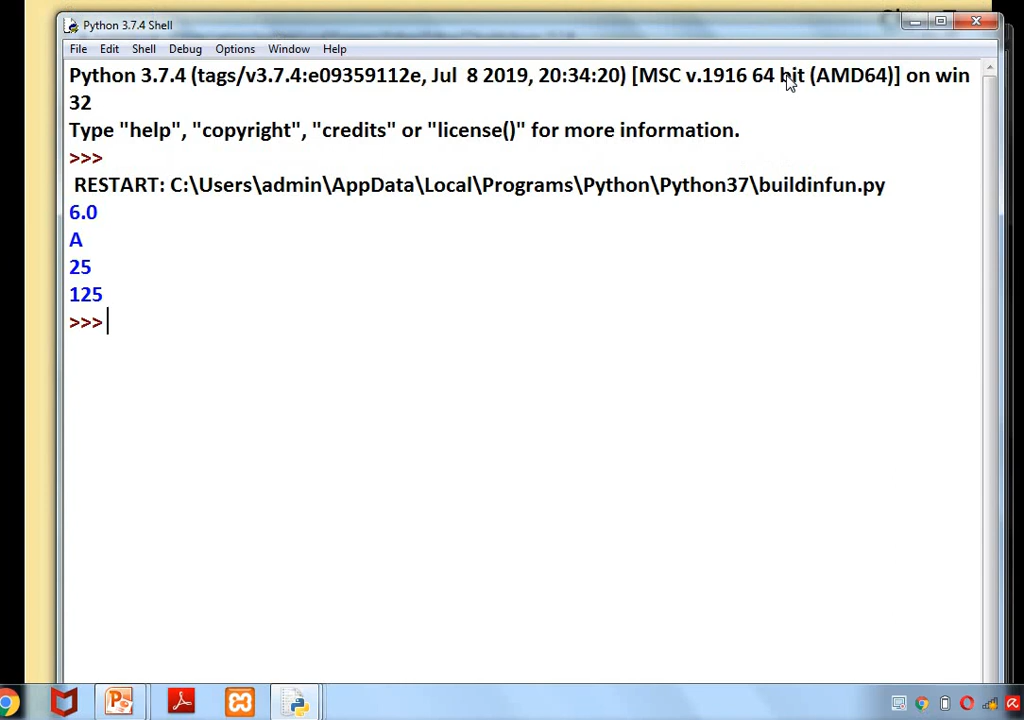 Python 3.7.4 Shell
File Edit Shell Debug Options Window Help
Python 3.7.4 (tags/v3.7.4:e09359112e, Jul  8 2019, 20:34:20) [MSC v.1916 64 bit (AMD64)] on win
32
Type "help", "copyright", "credits" or "license()" for more information.
>>>
RESTART: C:\Users\admin\AppData\Local\Programs\Python\Python37\buildinfun.py
6.0
A
25
125
>>>